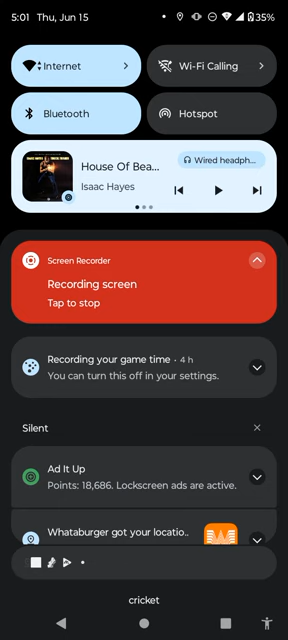 5:01 Thu, Jun 15
35%
Internet
Wi-Fi Calling
Bluetooth
Hotspot
Wired headph...
House Of Bea...
Isaac Hayes
Screen Recorder
Recording screen
Tap to stop
Recording your game time · 4 h
You can turn this off in your settings.
Silent
Ad It Up
Points: 18,686. Lockscreen ads are active.
Whataburger got your locatio..
cricket